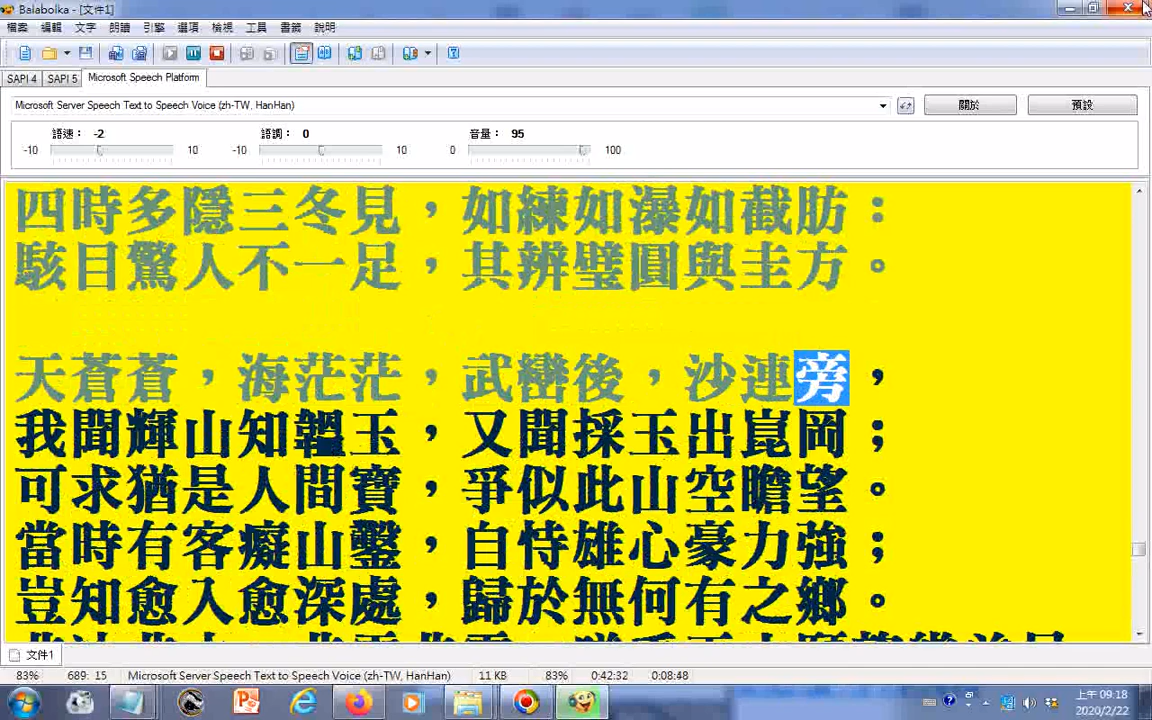 Balabolka - [文件1]
檔案 編輯 文字 朗讀 引擎 選項 檢視 工具 書籤 說明
SAPI 4 SAPI 5 Microsoft Speech Platform
Microsoft Server Speech Text to Speech Voice (zh-TW, HanHan) 關於 預設
語速： -2 語調： 0 音量： 95
-10 10 -10 10 0 100
四時多隱三冬見，如練如瀑如截肪：
駭目驚人不一足，其辨璧圓與圭方。
天蒼蒼，海茫茫，武巒後，沙連旁，
我聞輝山知韞玉，又聞採玉出崑岡；
可求猶是人間寶，爭似此山空瞻望。
當時有客癡山鑿，自恃雄心豪力強；
豈知愈入愈深處，歸於無何有之鄉。
文件1
83% 689: 15 Microsoft Server Speech Text to Speech Voice (zh-TW, HanHan) 11 KB 83% 0:42:32 0:08:48
上午 09:18
2020/2/22